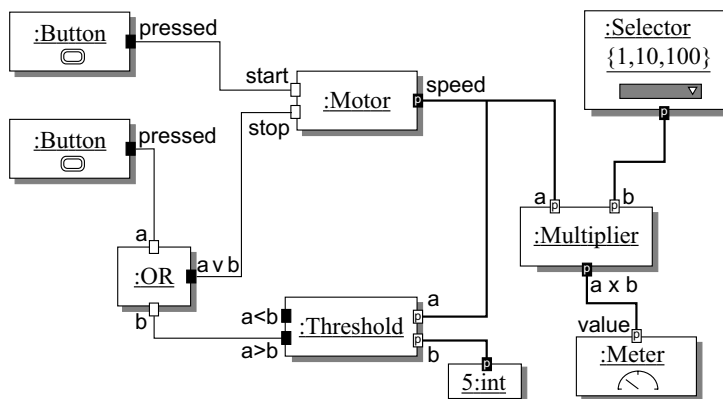 :Button
pressed
:Selector
{1,10,100}
start
:Motor
p
speed
stop
p
:Button
pressed
a
p
b
p
:Multiplier
a
:OR
a v b
p
a x b
b
a<b
:Threshold
a
p
a>b
p
b
value
p
p
5:int
:Meter